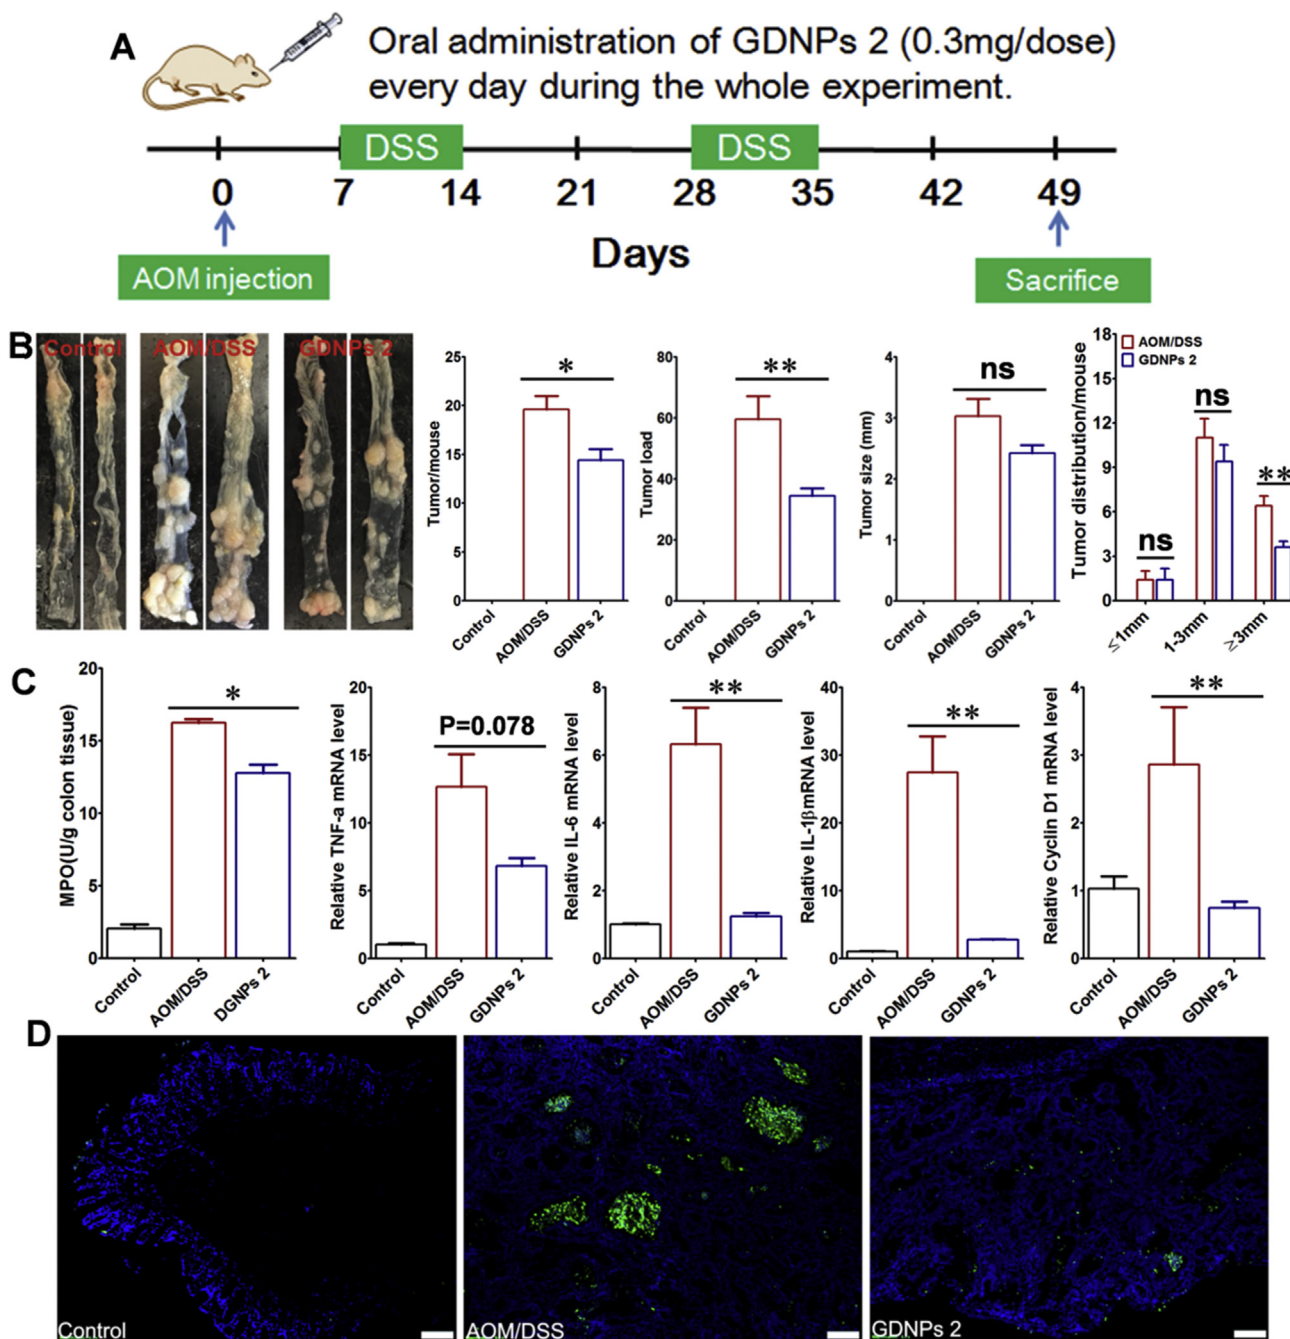 A
Oral administration of GDNPs 2 (0.3mg/dose)
every day during the whole experiment.
DSS
DSS
0
7
14
21
28
35
42
49
Days
AOM injection
Sacrifice
B
Control
AOM/DSS
GDNPs 2
Tumor/mouse
25
20
15
10
5
0
*
Control
AOM/DSS
GDNPs 2
Tumor load
80
60
40
20
0
**
Control
AOM/DSS
GDNPs 2
Tumor size (mm)
4
3
2
1
0
ns
Control
AOM/DSS
GDNPs 2
Tumor distribution/mouse
18
15
12
9
6
3
0
AOM/DSS
GDNPs 2
ns
ns
**
≤1mm
1-3mm
≥3mm
C
MPO(U/g colon tissue)
20
15
10
5
0
*
Control
AOM/DSS
DGNPs 2
Relative TNF-a mRNA level
20
15
10
5
0
P=0.078
Control
AOM/DSS
GDNPs 2
Relative IL-6 mRNA level
8
6
4
2
0
**
Control
AOM/DSS
GDNPs 2
Relative IL-1βmRNA level
40
30
20
10
0
**
Control
AOM/DSS
GDNPs 2
Relative Cyclin D1 mRNA level
4
3
2
1
0
**
Control
AOM/DSS
GDNPs 2
D
Control
AOM/DSS
GDNPs 2